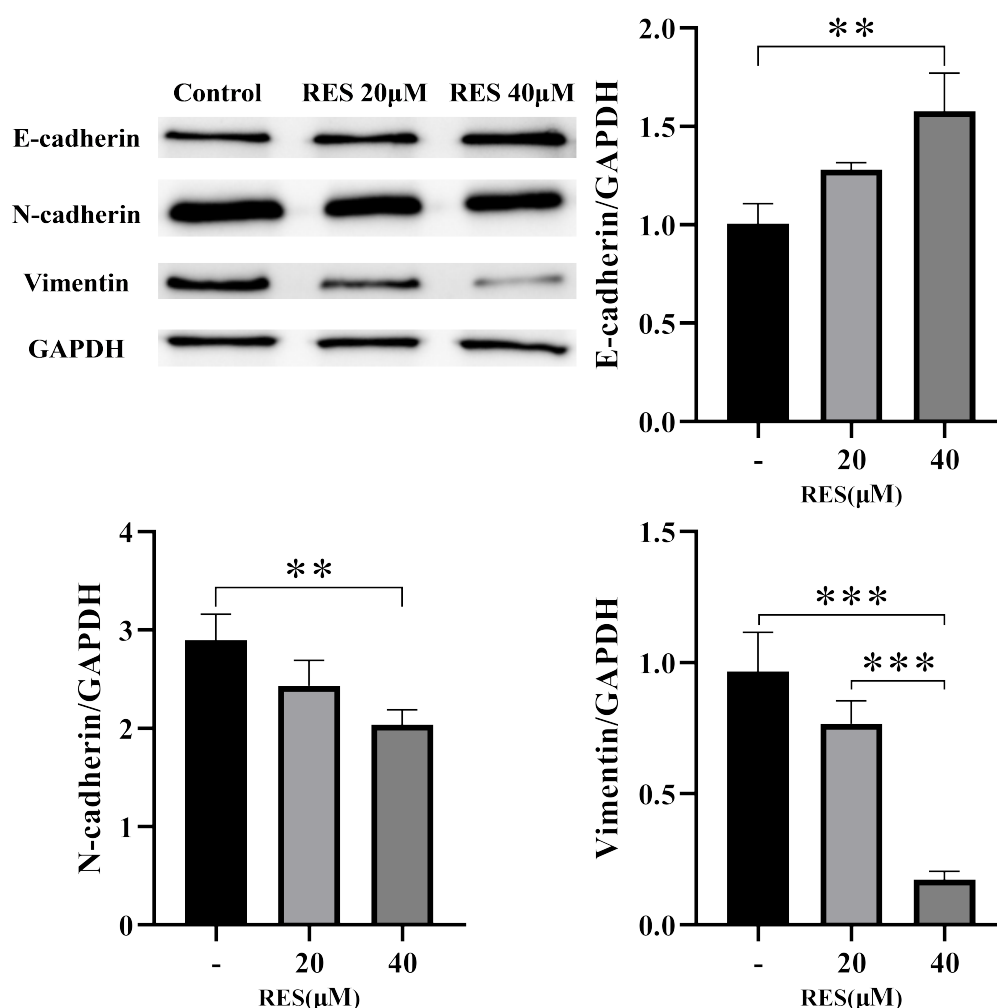 Control RES 20μM RES 40μM
E-cadherin
N-cadherin
Vimentin
GAPDH
E-cadherin/GAPDH
2.0
1.5
1.0
0.5
0.0
**
- 20 40
RES(μM)
N-cadherin/GAPDH
4
3
2
1
0
**
- 20 40
RES(μM)
Vimentin/GAPDH
1.5
1.0
0.5
0.0
***
***
- 20 40
RES(μM)